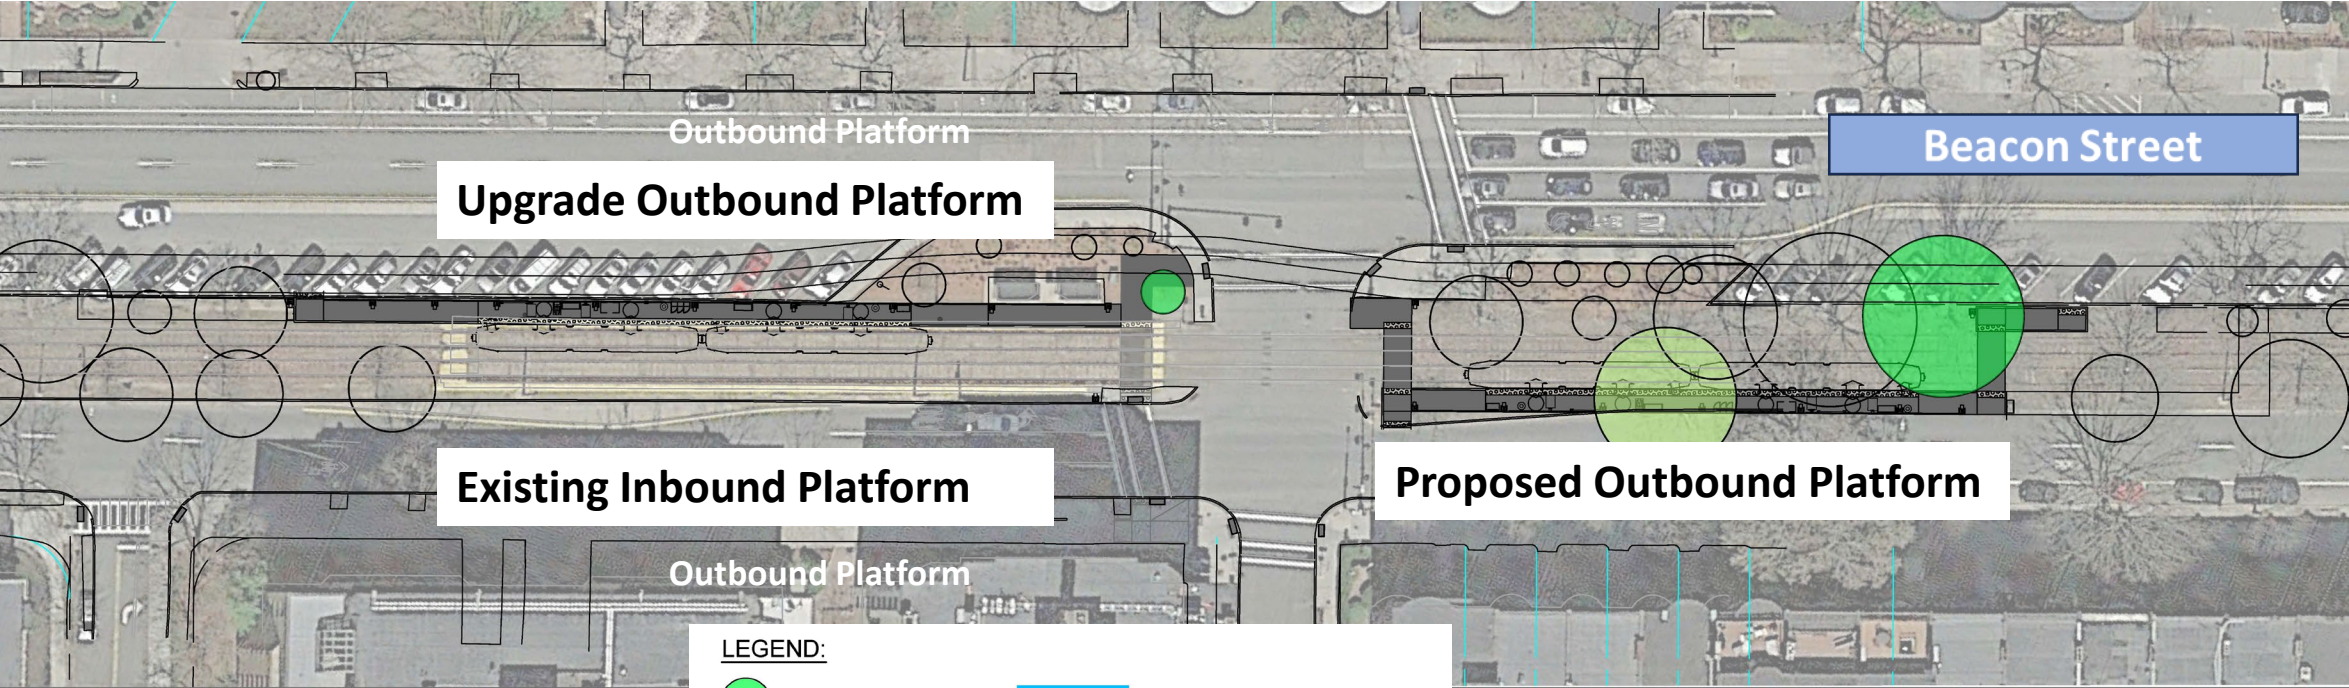 Outbound Platform
Beacon Street
Upgrade Outbound Platform
Existing Inbound Platform
Proposed Outbound Platform
Outbound Platform
LEGEND: